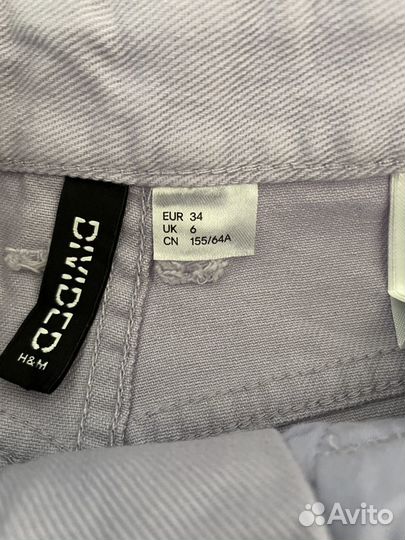 DIVIDED
H&M
EUR 34
UK 6
CN 155/64A
Avito